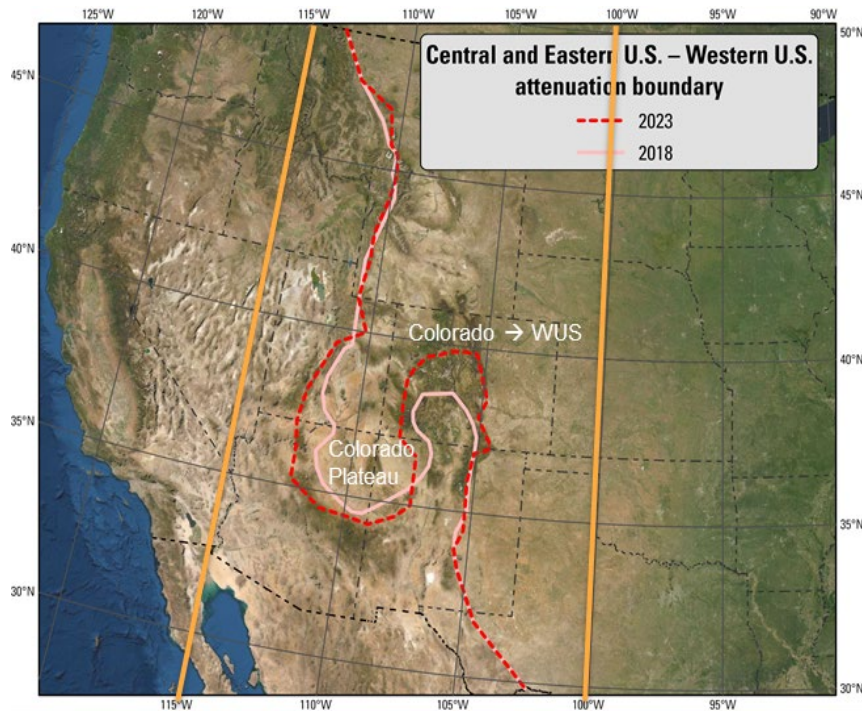 125°W 120°W 115°W 110°W 105°W 100°W 95°W 90°W
50°N
45°N
Central and Eastern U.S. – Western U.S.
attenuation boundary
2023
2018
45°N
40°N
Colorado → WUS
40°N
35°N
Colorado
Plateau
35°N
30°N
30°N
115°W 110°W 105°W 100°W 95°W